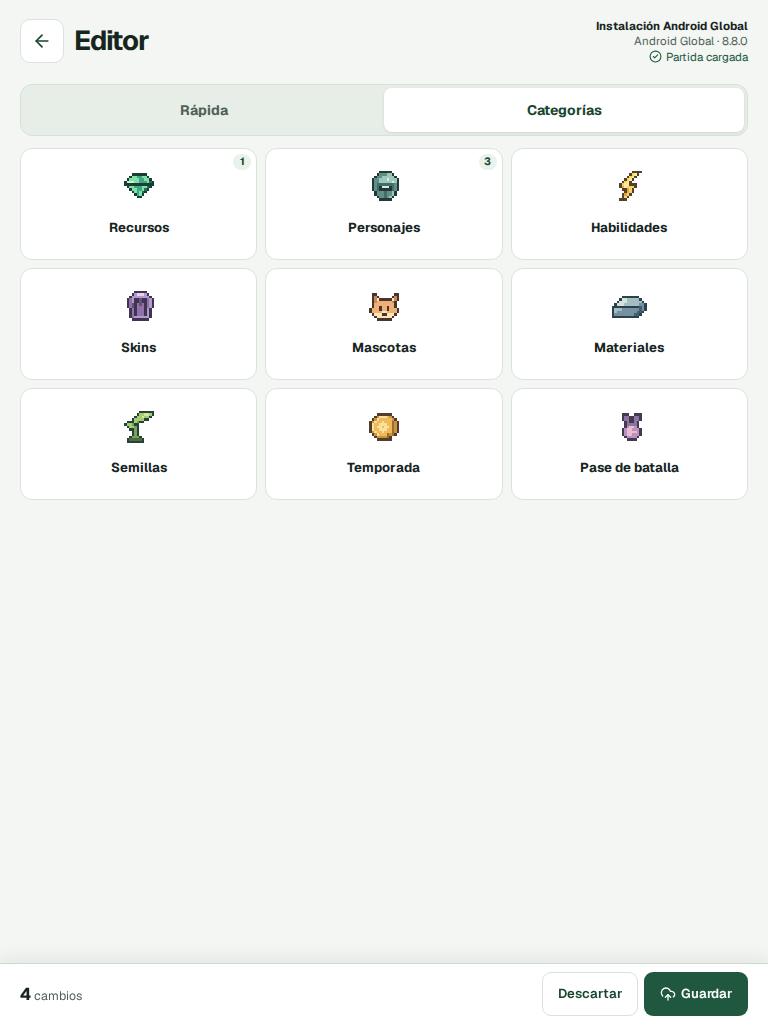 Editor
Instalación Android Global
Android Global · 8.8.0
Partida cargada
Rápida
Categorías
1
Recursos
3
Personajes
Habilidades
Skins
Mascotas
Materiales
Semillas
Temporada
Pase de batalla
4 cambios
Descartar
Guardar